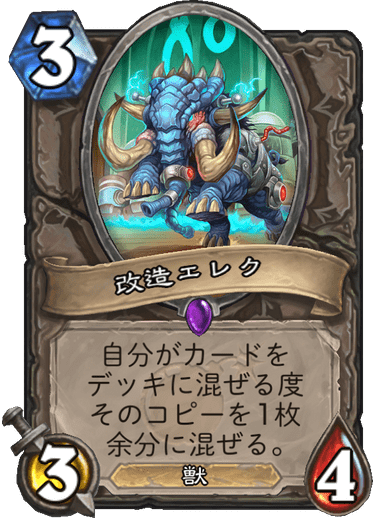 3
改造エレク
自分がカードを
デッキに混ぜる度
そのコピーを1枚
余分に混ぜる。
獣
3
4